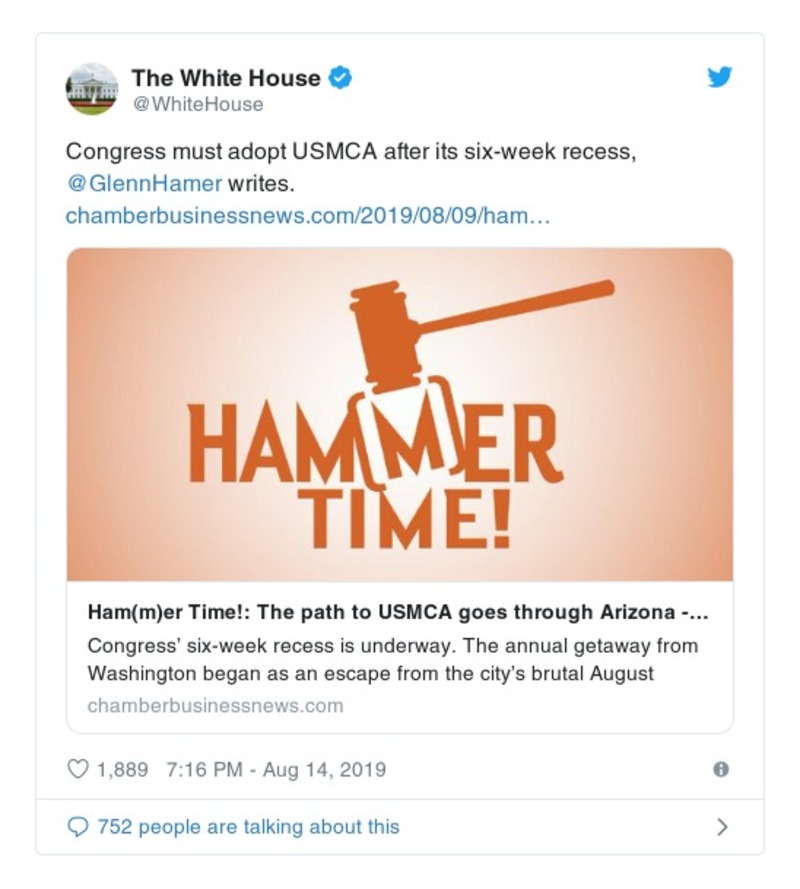 The White House
@WhiteHouse
Congress must adopt USMCA after its six-week recess,
@GlennHamer writes.
chamberbusinessnews.com/2019/08/09/ham…
HAM(M)ER
TIME!
Ham(m)er Time!: The path to USMCA goes through Arizona -...
Congress' six-week recess is underway. The annual getaway from
Washington began as an escape from the city's brutal August
chamberbusinessnews.com
1,889 7:16 PM - Aug 14, 2019
752 people are talking about this